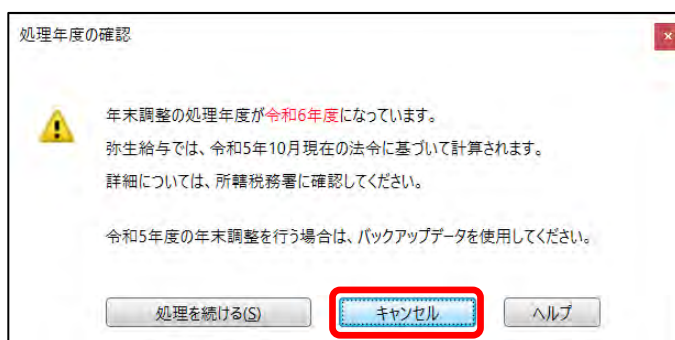 処理年度の確認
年末調整の処理年度が令和6年度になっています。
弥生給与では、令和5年10月現在の法令に基づいて計算されます。
詳細については、所轄税務署に確認してください。
令和5年度の年末調整を行う場合は、バックアップデータを使用してください。
処理を続ける(S) キャンセル ヘルプ